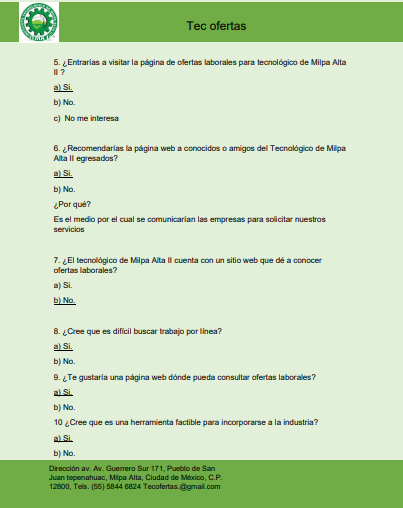 Tec ofertas
5. ¿Entrarías a visitar la página de ofertas laborales para tecnológico de Milpa Alta
II ?
a) Si.
b) No.
c) No me interesa
6. ¿Recomendarías la página web a conocidos o amigos del Tecnológico de Milpa
Alta II egresados?
a) Si.
b) No.
¿Por qué?
Es el medio por el cual se comunicarían las empresas para solicitar nuestros
servicios
7. ¿El tecnológico de Milpa Alta II cuenta con un sitio web que dé a conocer
ofertas laborales?
a) Si.
b) No.
8. ¿Cree que es difícil buscar trabajo por línea?
a) Si.
b) No.
9. ¿Te gustaría una página web dónde pueda consultar ofertas laborales?
a) Si.
b) No.
10 ¿Cree que es una herramienta factible para incorporarse a la industria?
a) Si.
b) No.
Dirección av. Av. Guerrero Sur 171, Pueblo de San
Juan tepenahuac, Milpa Alta, Ciudad de México, C.P.
12800, Tels. (55) 5844 6824 Tecofertas.@gmail.com